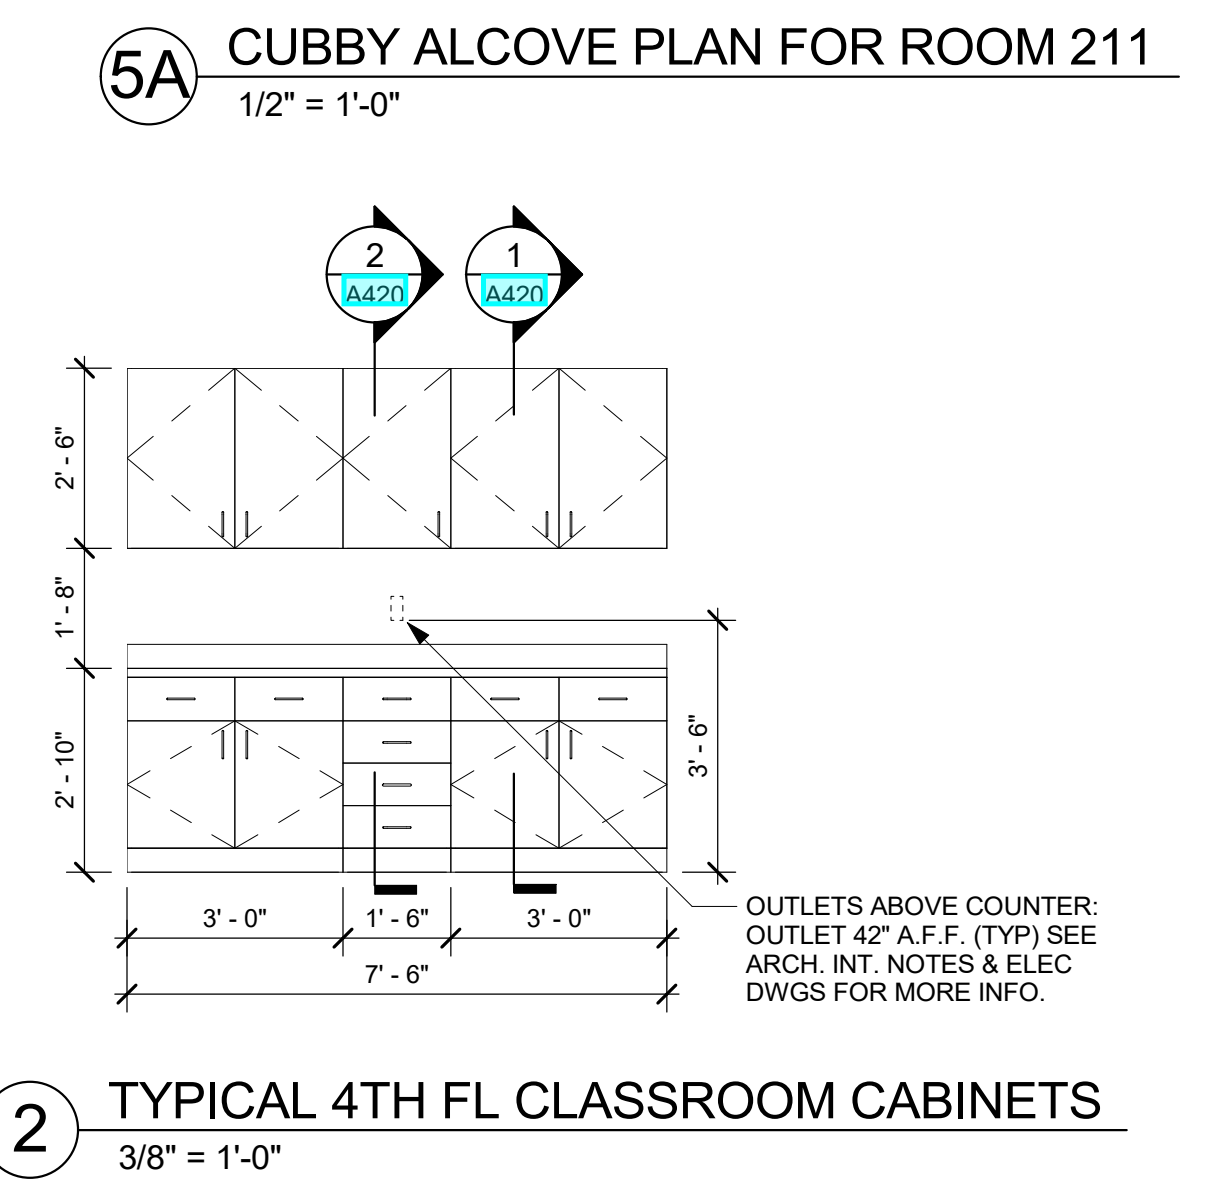 5A
CUBBY ALCOVE PLAN FOR ROOM 211
1/2" = 1'-0"
2
A420
1
A420
2' - 6"
1' - 8"
2' - 10"
3' - 6"
3' - 0"
1' - 6"
3' - 0"
7' - 6"
OUTLETS ABOVE COUNTER:
OUTLET 42" A.F.F. (TYP) SEE
ARCH. INT. NOTES & ELEC
DWGS FOR MORE INFO.
2
TYPICAL 4TH FL CLASSROOM CABINETS
3/8" = 1'-0"